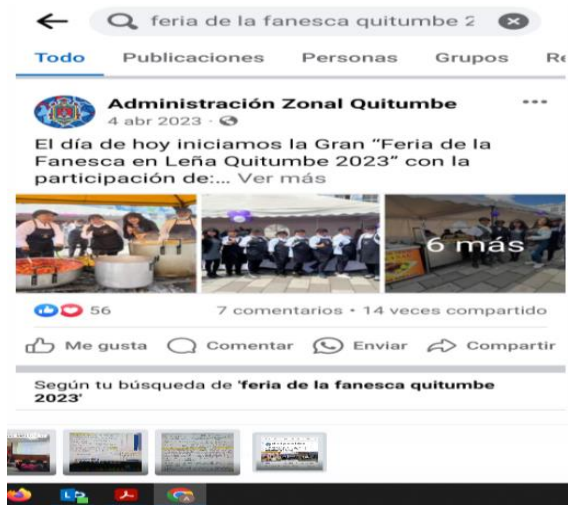 feria de la fanesca quitumbe 2
Todo Publicaciones Personas Grupos Re
Administración Zonal Quitumbe
4 abr 2023
El día de hoy iniciamos la Gran "Feria de la
Fanesca en Leña Quitumbe 2023" con la
participación de:... Ver más
6 más
56 7 comentarios • 14 veces compartido
Me gusta Comentar Enviar Compartir
Según tu búsqueda de 'feria de la fanesca quitumbe
2023'